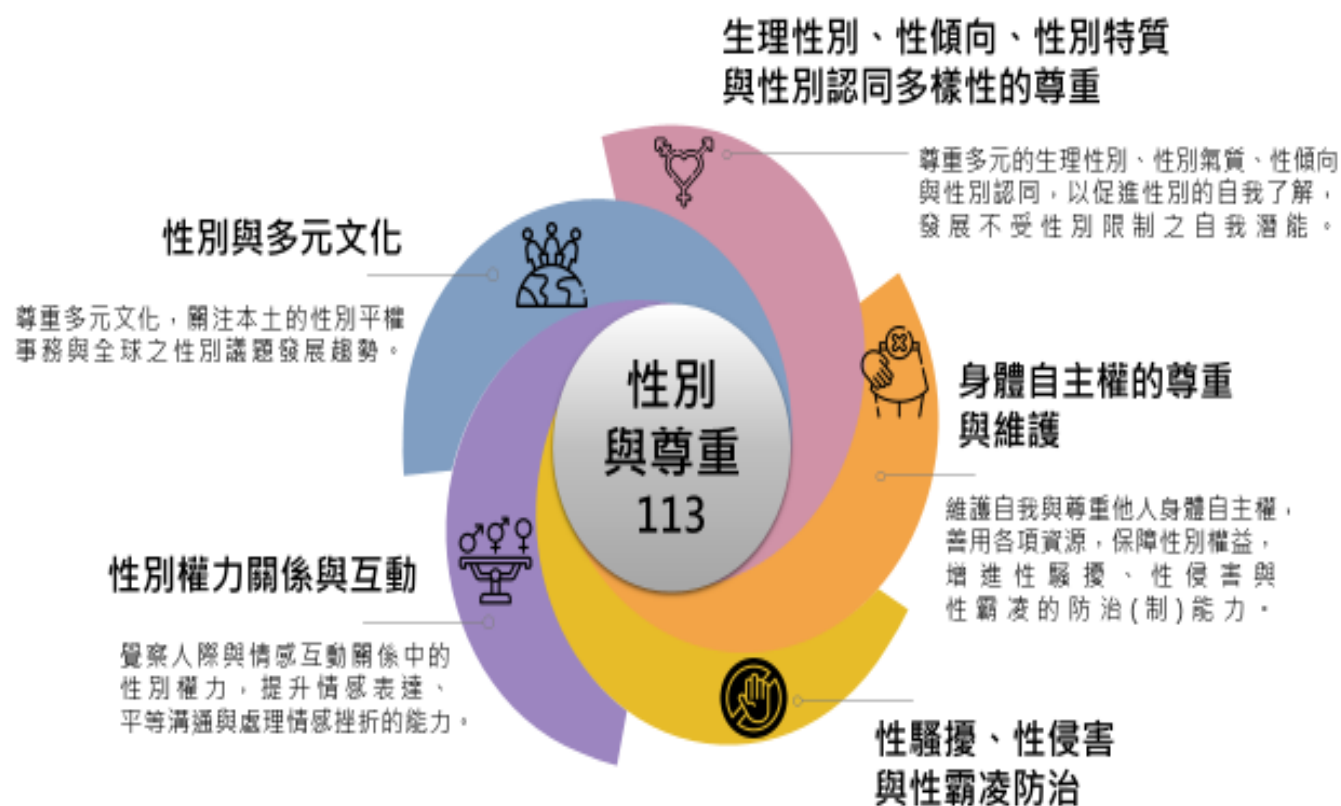 生理性別、性傾向、性別特質
與性別認同多樣性的尊重
尊重多元的生理性別、性別氣質、性傾向
與性別認同，以促進性別的自我了解，
發展不受性別限制之自我潛能。
性別與多元文化
尊重多元文化，關注本土的性別平權
事務與全球之性別議題發展趨勢。
性別
與尊重
113
身體自主權的尊重
與維護
維護自我與尊重他人身體自主權，
善用各項資源，保障性別權益，
增進性騷擾、性侵害與
性霸凌的防治(制)能力。
性別權力關係與互動
覺察人際與情感互動關係中的
性別權力，提升情感表達、
平等溝通與處理情感挫折的能力。
性騷擾、性侵害
與性霸凌防治